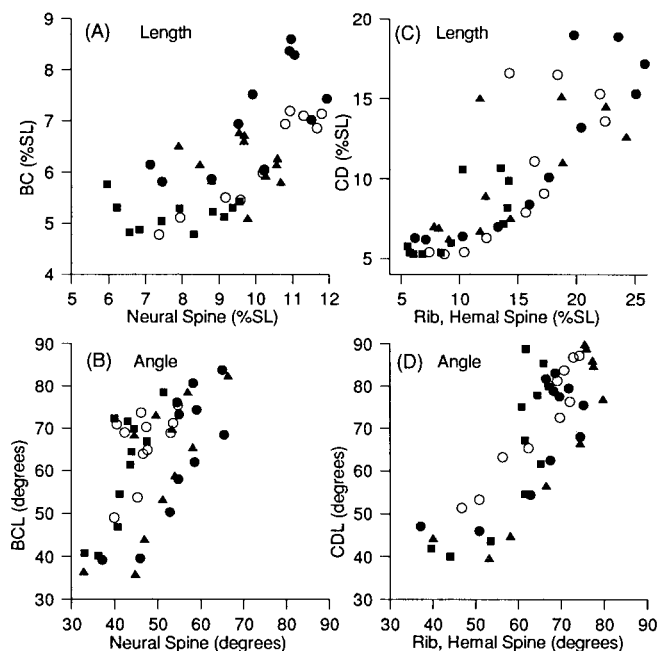 (A) Length
9
8
7
6
5
4
BC (%SL)
5 6 7 8 9 10 11 12
Neural Spine (%SL)
(C) Length
20
15
10
5
CD (%SL)
5 10 15 20 25
Rib, Hemal Spine (%SL)
(B) Angle
90
80
70
60
50
40
30
BCL (degrees)
30 40 50 60 70 80 90
Neural Spine (degrees)
(D) Angle
90
80
70
60
50
40
30
CDL (degrees)
30 40 50 60 70 80 90
Rib, Hemal Spine (degrees)